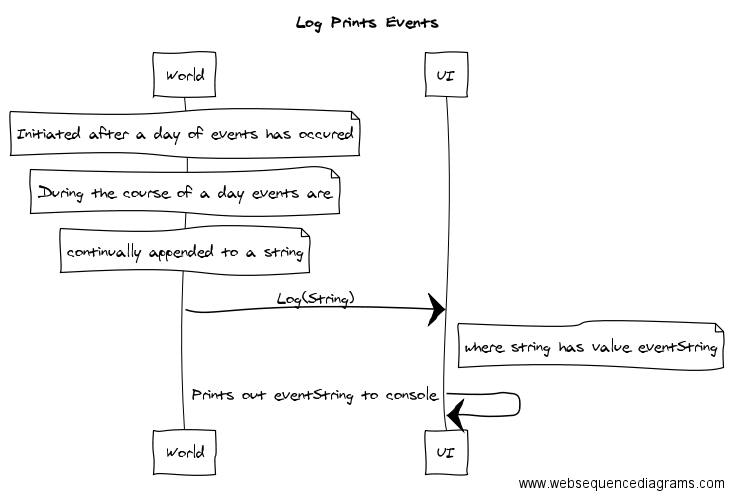 Log Prints Events
World
UI
Initiated after a day of events has occured
During the course of a day events are
continually appended to a string
Log(String)
where string has value eventString
Prints out eventString to console
World
UI
www.websequencediagrams.com